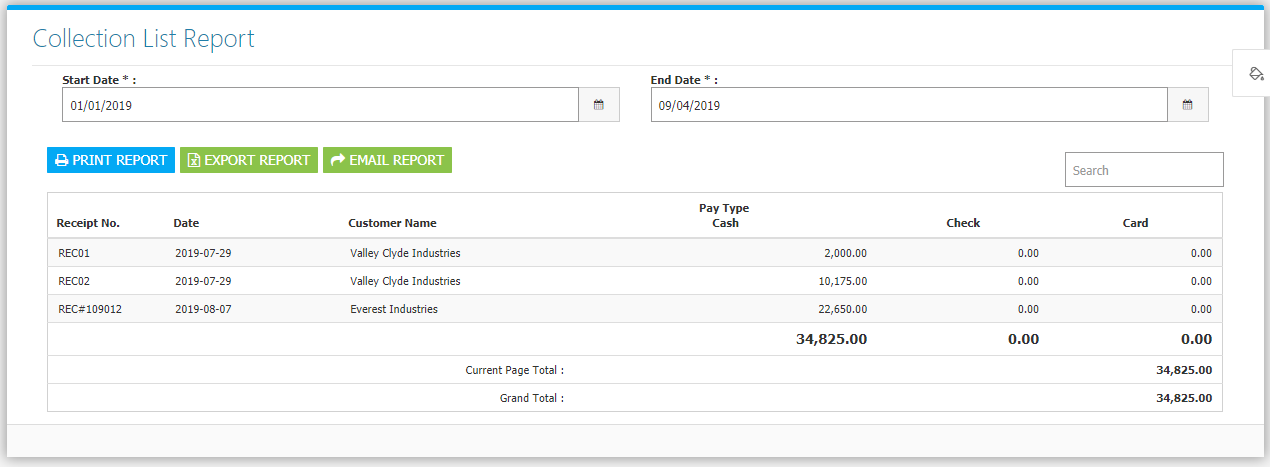 Collection List Report
Start Date * : End Date * :
01/01/2019 09/04/2019
PRINT REPORT EXPORT REPORT EMAIL REPORT
Search
Pay Type
Receipt No. Date Customer Name Cash Check Card
REC01 2019-07-29 Valley Clyde Industries 2,000.00 0.00 0.00
REC02 2019-07-29 Valley Clyde Industries 10,175.00 0.00 0.00
REC#109012 2019-08-07 Everest Industries 22,650.00 0.00 0.00
34,825.00 0.00 0.00
Current Page Total : 34,825.00
Grand Total : 34,825.00